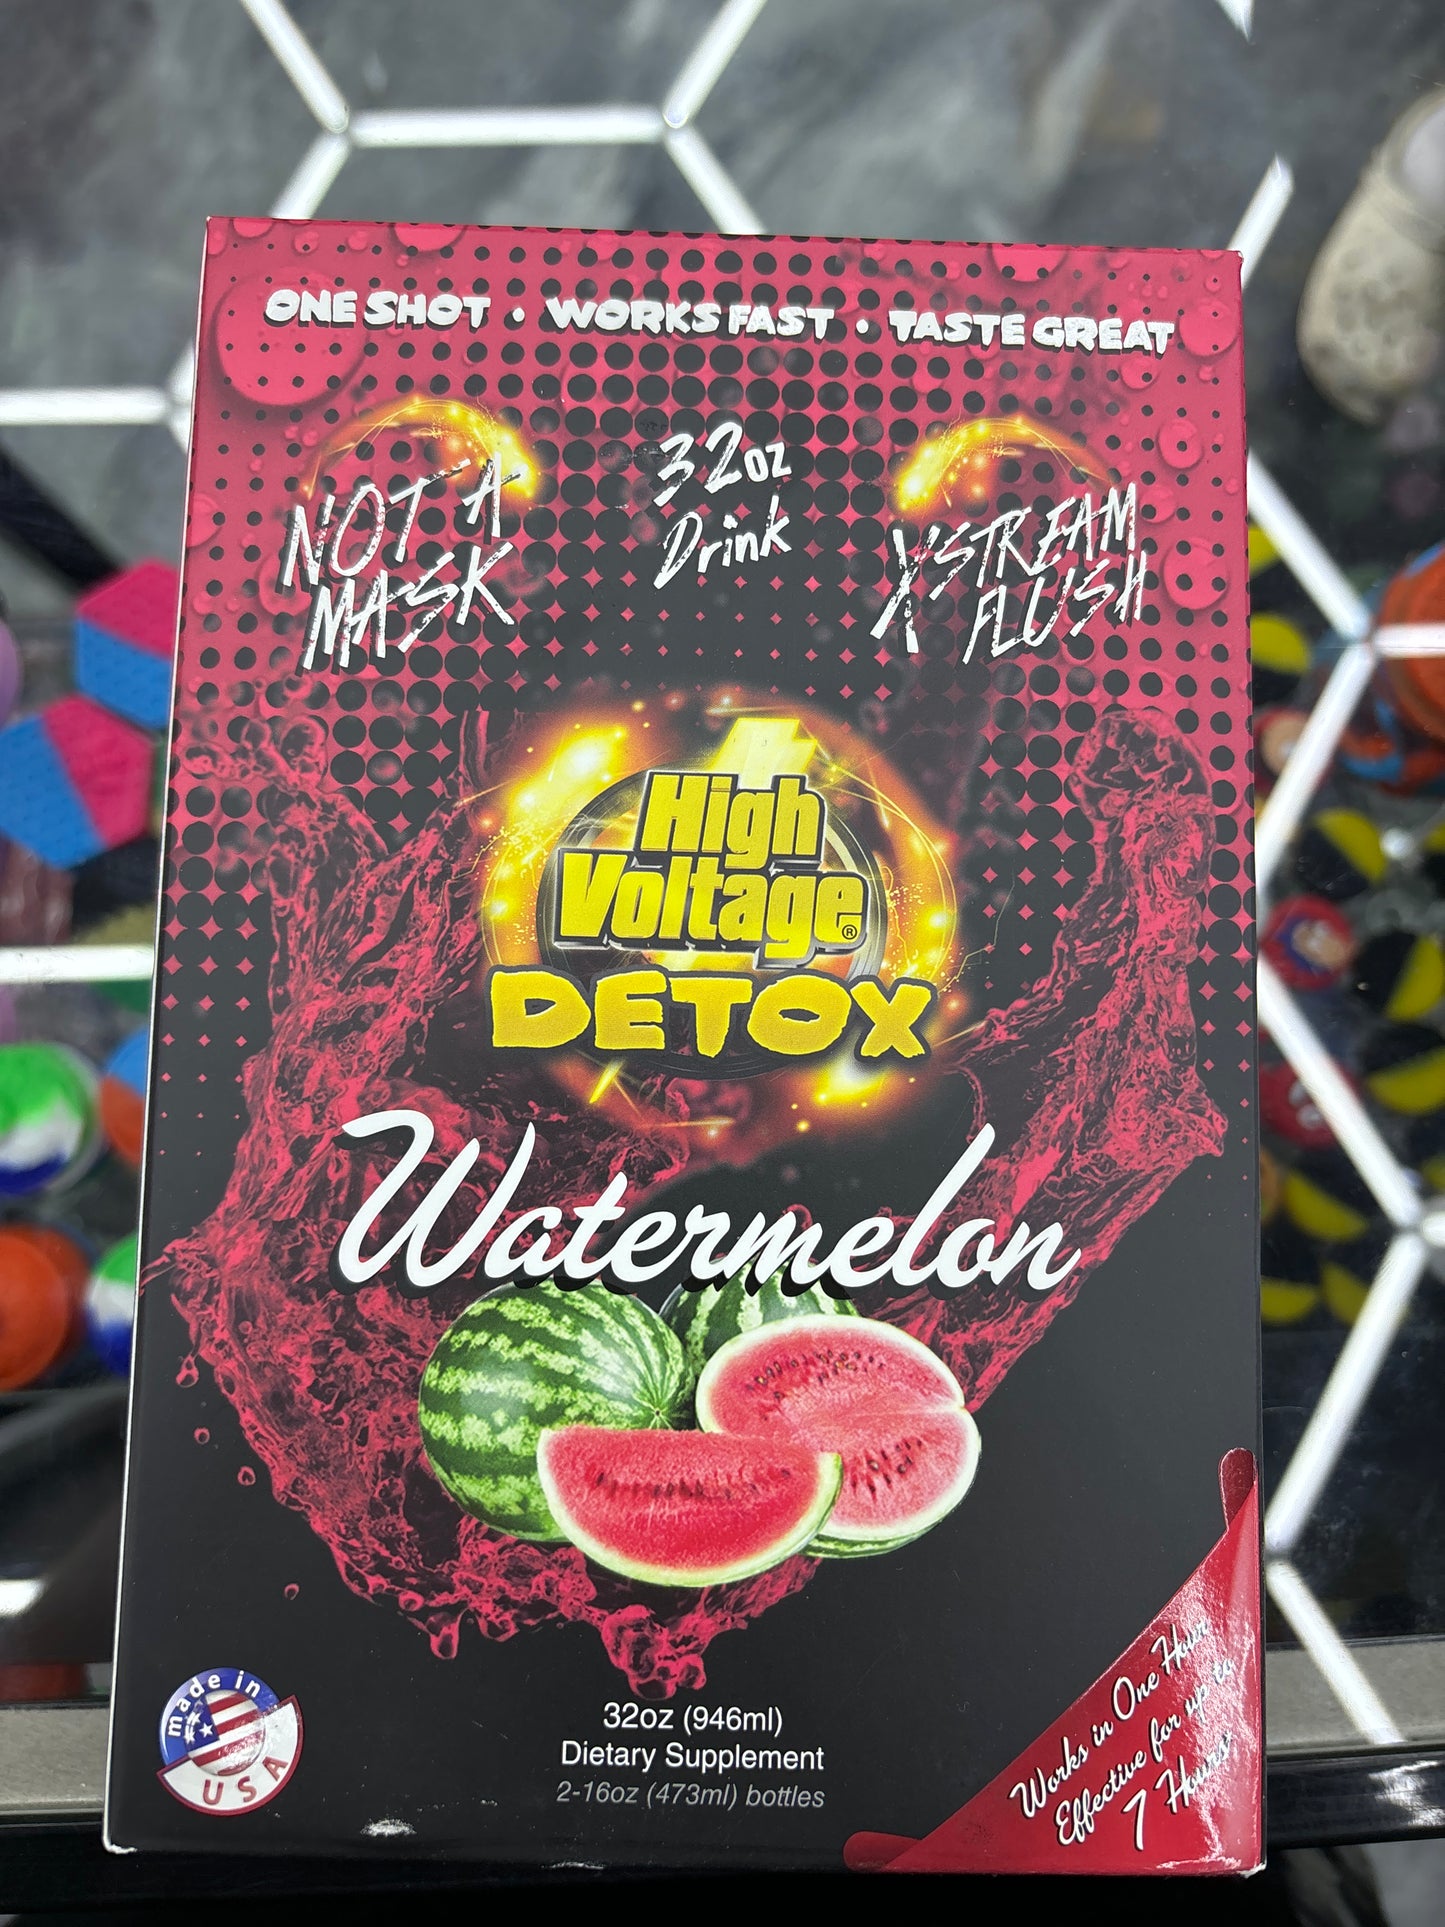 ONE SHOT • WORKS FAST • TASTE GREAT
NOT A
MASK
32oz
Drink
X'STREAM
FLUSH
High
Voltage®
DETOX
Watermelon
made in
USA
32oz (946ml)
Dietary Supplement
2-16oz (473ml) bottles
Works in One Hour
Effective for up to
7 Hours*